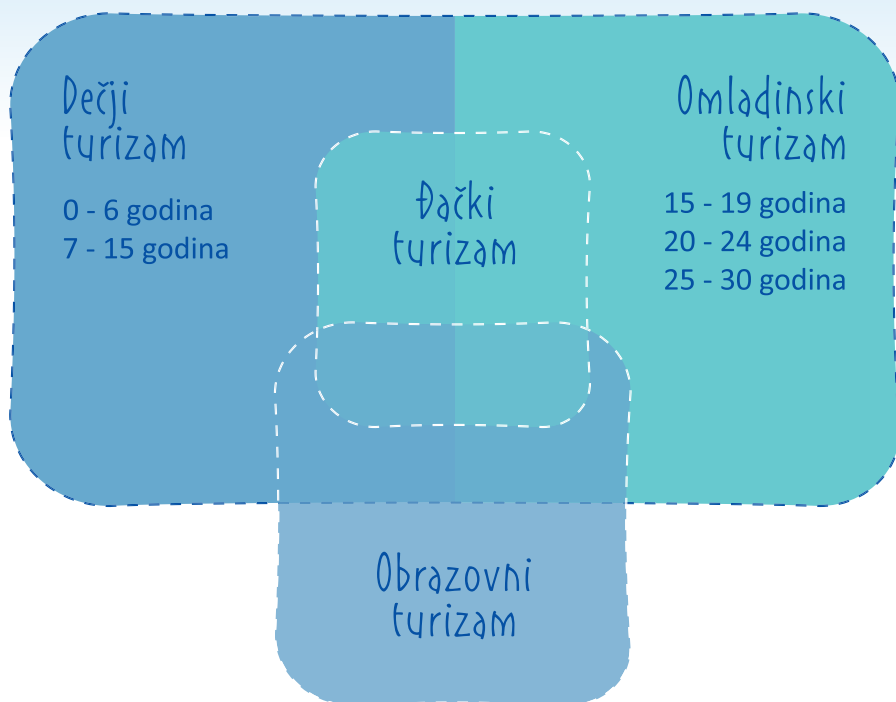 Dečji
turizam
0 - 6 godina
7 - 15 godina
Đački
turizam
Omladinski
turizam
15 - 19 godina
20 - 24 godina
25 - 30 godina
Obrazovni
turizam